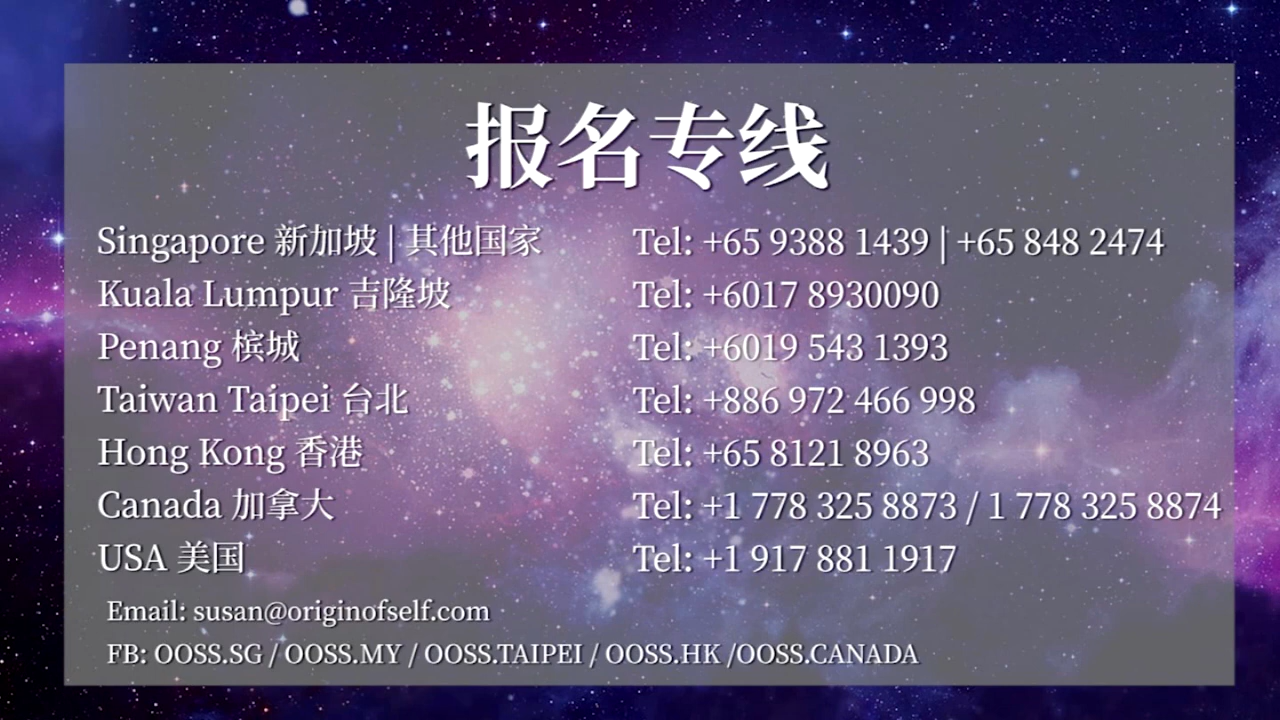 报名专线
Singapore 新加坡 | 其他国家 Tel: +65 9388 1439 | +65 848 2474
Kuala Lumpur 吉隆坡 Tel: +6017 8930090
Penang 槟城 Tel: +6019 543 1393
Taiwan Taipei 台北 Tel: +886 972 466 998
Hong Kong 香港 Tel: +65 8121 8963
Canada 加拿大 Tel: +1 778 325 8873 / 1 778 325 8874
USA 美国 Tel: +1 917 881 1917
Email: susan@originofself.com
FB: OOSS.SG / OOSS.MY / OOSS.TAIPEI / OOSS.HK /OOSS.CANADA